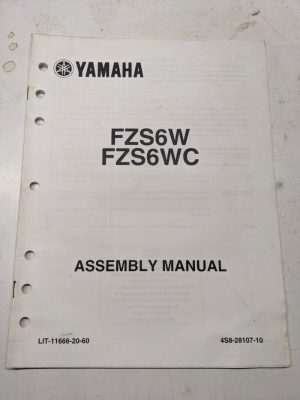 YAMAHA
FZS6W
FZS6WC
ASSEMBLY MANUAL
LIT-11666-20-60
4S8-28107-10